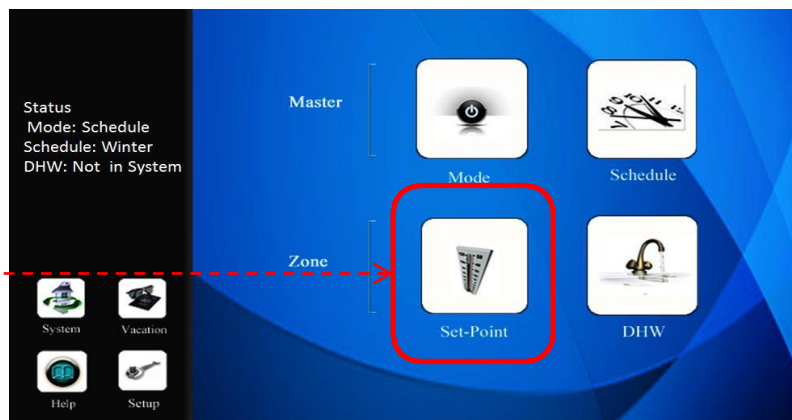 Status
Mode: Schedule
Schedule: Winter
DHW: Not in System
System
Vacation
Help
Setup
Master
Mode
Schedule
Zone
Set-Point
DHW